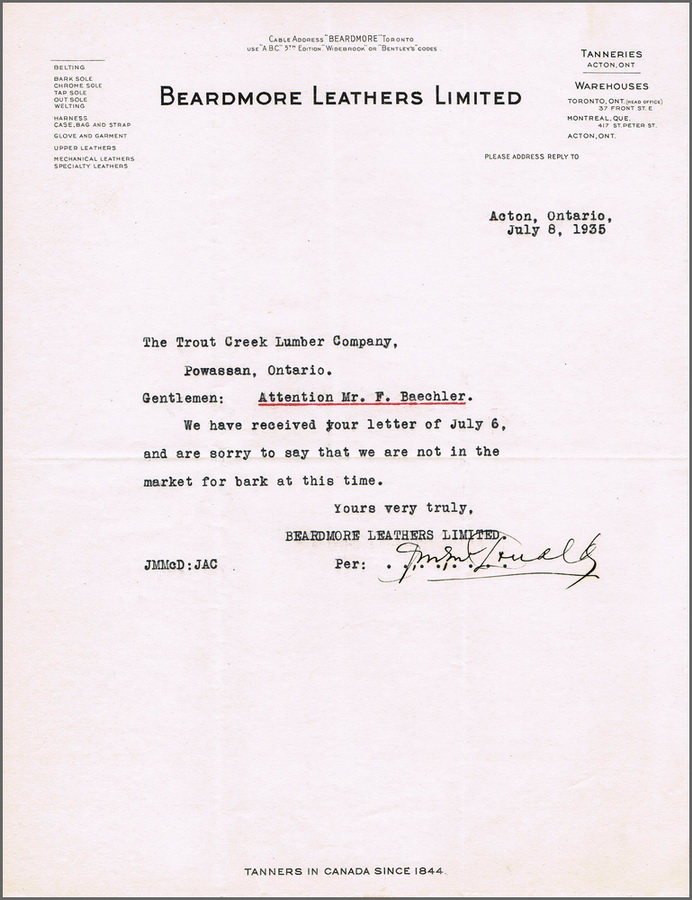 CABLE ADDRESS "BEARDMORE" TORONTO
USE "A.B.C." 5TH EDITION "WIDEBROOK" OR "BENTLEY'S" CODES
BELTING
BARK SOLE
CHROME SOLE
TAP SOLE
OUT SOLE
WELTING
HARNESS
CASE, BAG AND STRAP
GLOVE AND GARMENT
UPPER LEATHERS
MECHANICAL LEATHERS
SPECIALTY LEATHERS
BEARDMORE LEATHERS LIMITED
TANNERIES
ACTON, ONT
WAREHOUSES
TORONTO, ONT. (HEAD OFFICE)
37 FRONT ST. E
MONTREAL, QUE.
417 ST. PETER ST.
ACTON, ONT.
PLEASE ADDRESS REPLY TO
Acton, Ontario,
July 8, 1935
The Trout Creek Lumber Company,
Powassan, Ontario.
Gentlemen: Attention Mr. F. Baechler.
We have received your letter of July 6,
and are sorry to say that we are not in the
market for bark at this time.
Yours very truly,
BEARDMORE LEATHERS LIMITED.
JMMcD:JAC Per: . . . . . . . . .
TANNERS IN CANADA SINCE 1844.